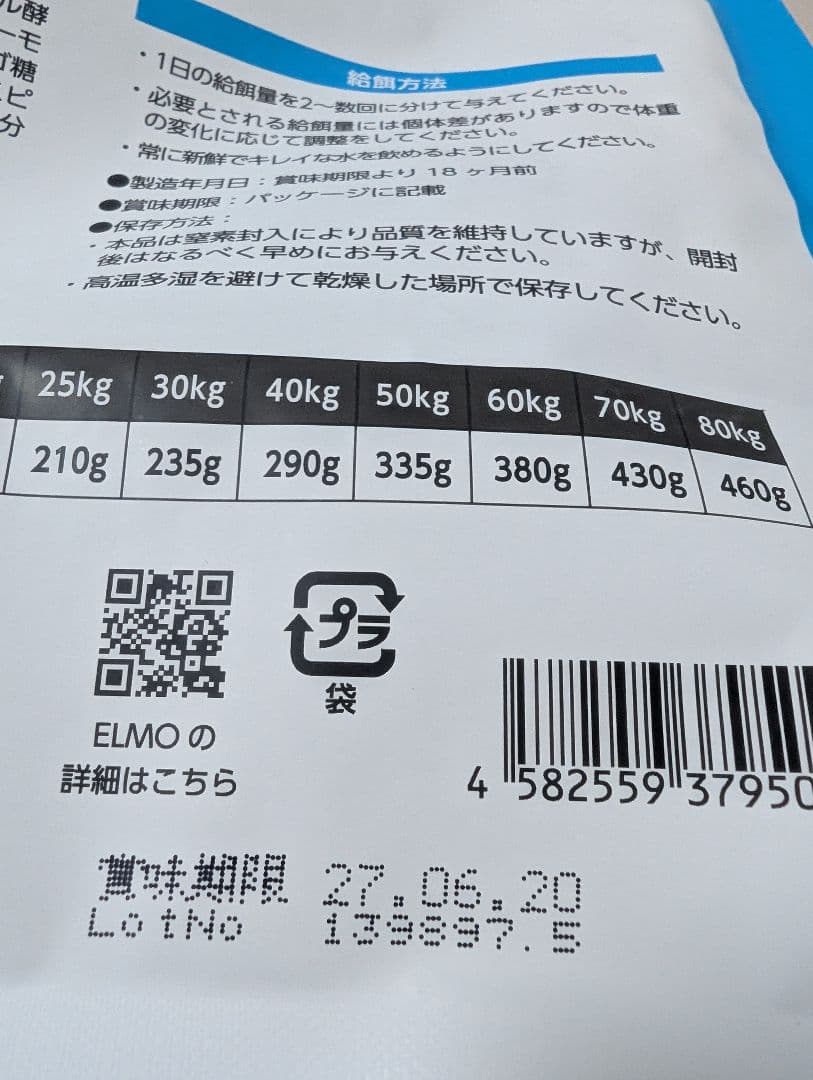 ル酵
ーモ
ゴ糖
スピ
分
給餌方法
・1日の給餌量を2〜数回に分けて与えてください。
・必要とされる給餌量には個体差がありますので体重
の変化に応じて調整をしてください。
・常に新鮮でキレイな水を飲めるようにしてください。
●製造年月日：賞味期限より18ヶ月前
●賞味期限：パッケージに記載
●保存方法：
・本品は窒素封入により品質を維持していますが、開封
後はなるべく早めにお与えください。
・高温多湿を避けて乾燥した場所で保存してください。
25kg 30kg 40kg 50kg 60kg 70kg 80kg
210g 235g 290g 335g 380g 430g 460g
プラ
袋
ELMOの
詳細はこちら
4 582559 37950
賞味期限 27.06.20
LotNo 139897.5